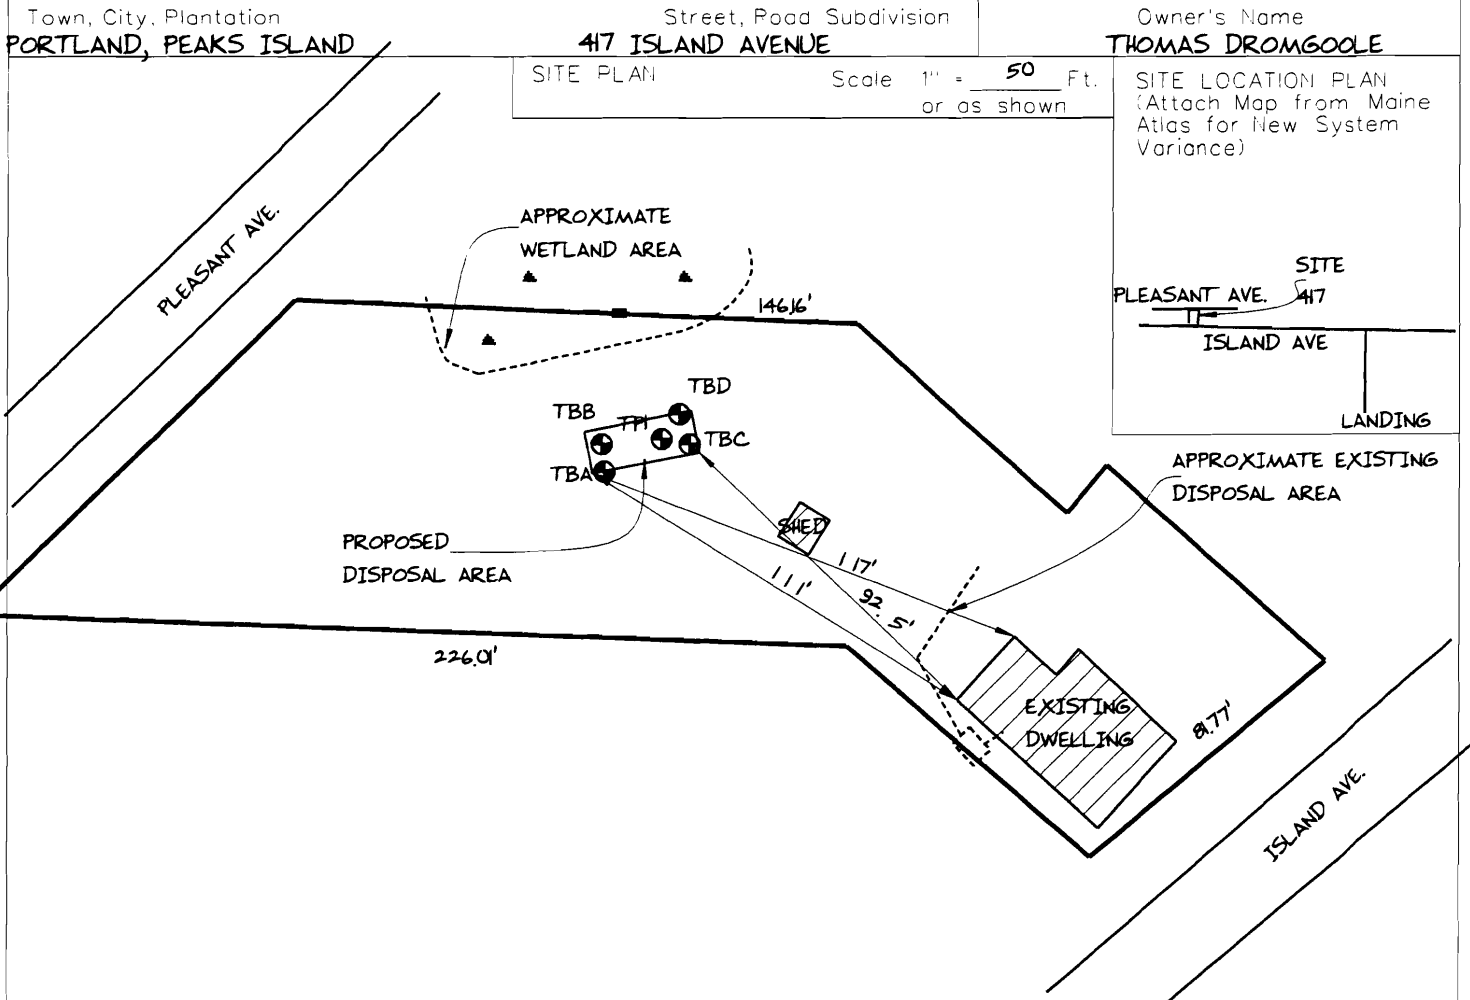 Town, City, Plantation
PORTLAND, PEAKS ISLAND
Street, Road Subdivision
417 ISLAND AVENUE
Owner's Name
THOMAS DROMGOOLE
SITE PLAN
Scale 1" = 50 Ft.
or as shown
SITE LOCATION PLAN
(Attach Map from Maine
Atlas for New System
Variance)
PLEASANT AVE.
APPROXIMATE
WETLAND AREA
146.16'
SITE
417
PLEASANT AVE.
ISLAND AVE
LANDING
TBD
TBB
TP1
TBC
TBA
APPROXIMATE EXISTING
DISPOSAL AREA
SHED
PROPOSED
DISPOSAL AREA
117'
111'
92.5'
226.01'
EXISTING
DWELLING
81.77'
ISLAND AVE.